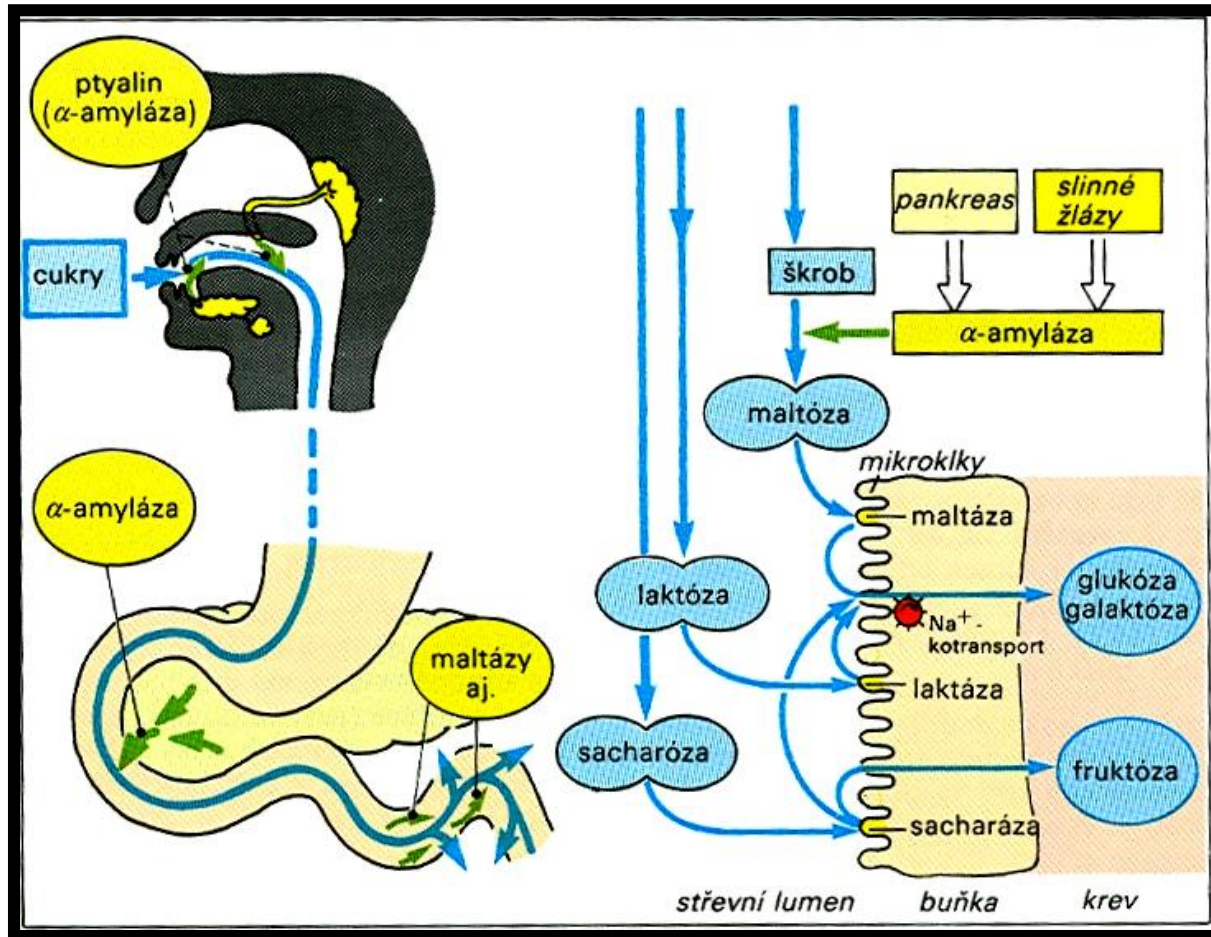 ptyalin
(α-amyláza)
cukry
α-amyláza
maltázy
aj.
pankreas
slinné
žlázy
škrob
α-amyláza
maltóza
mikroklky
maltáza
laktóza
glukóza
galaktóza
Na⁺-
kotransport
laktáza
sacharóza
fruktóza
sacharáza
střevní lumen
buňka
krev